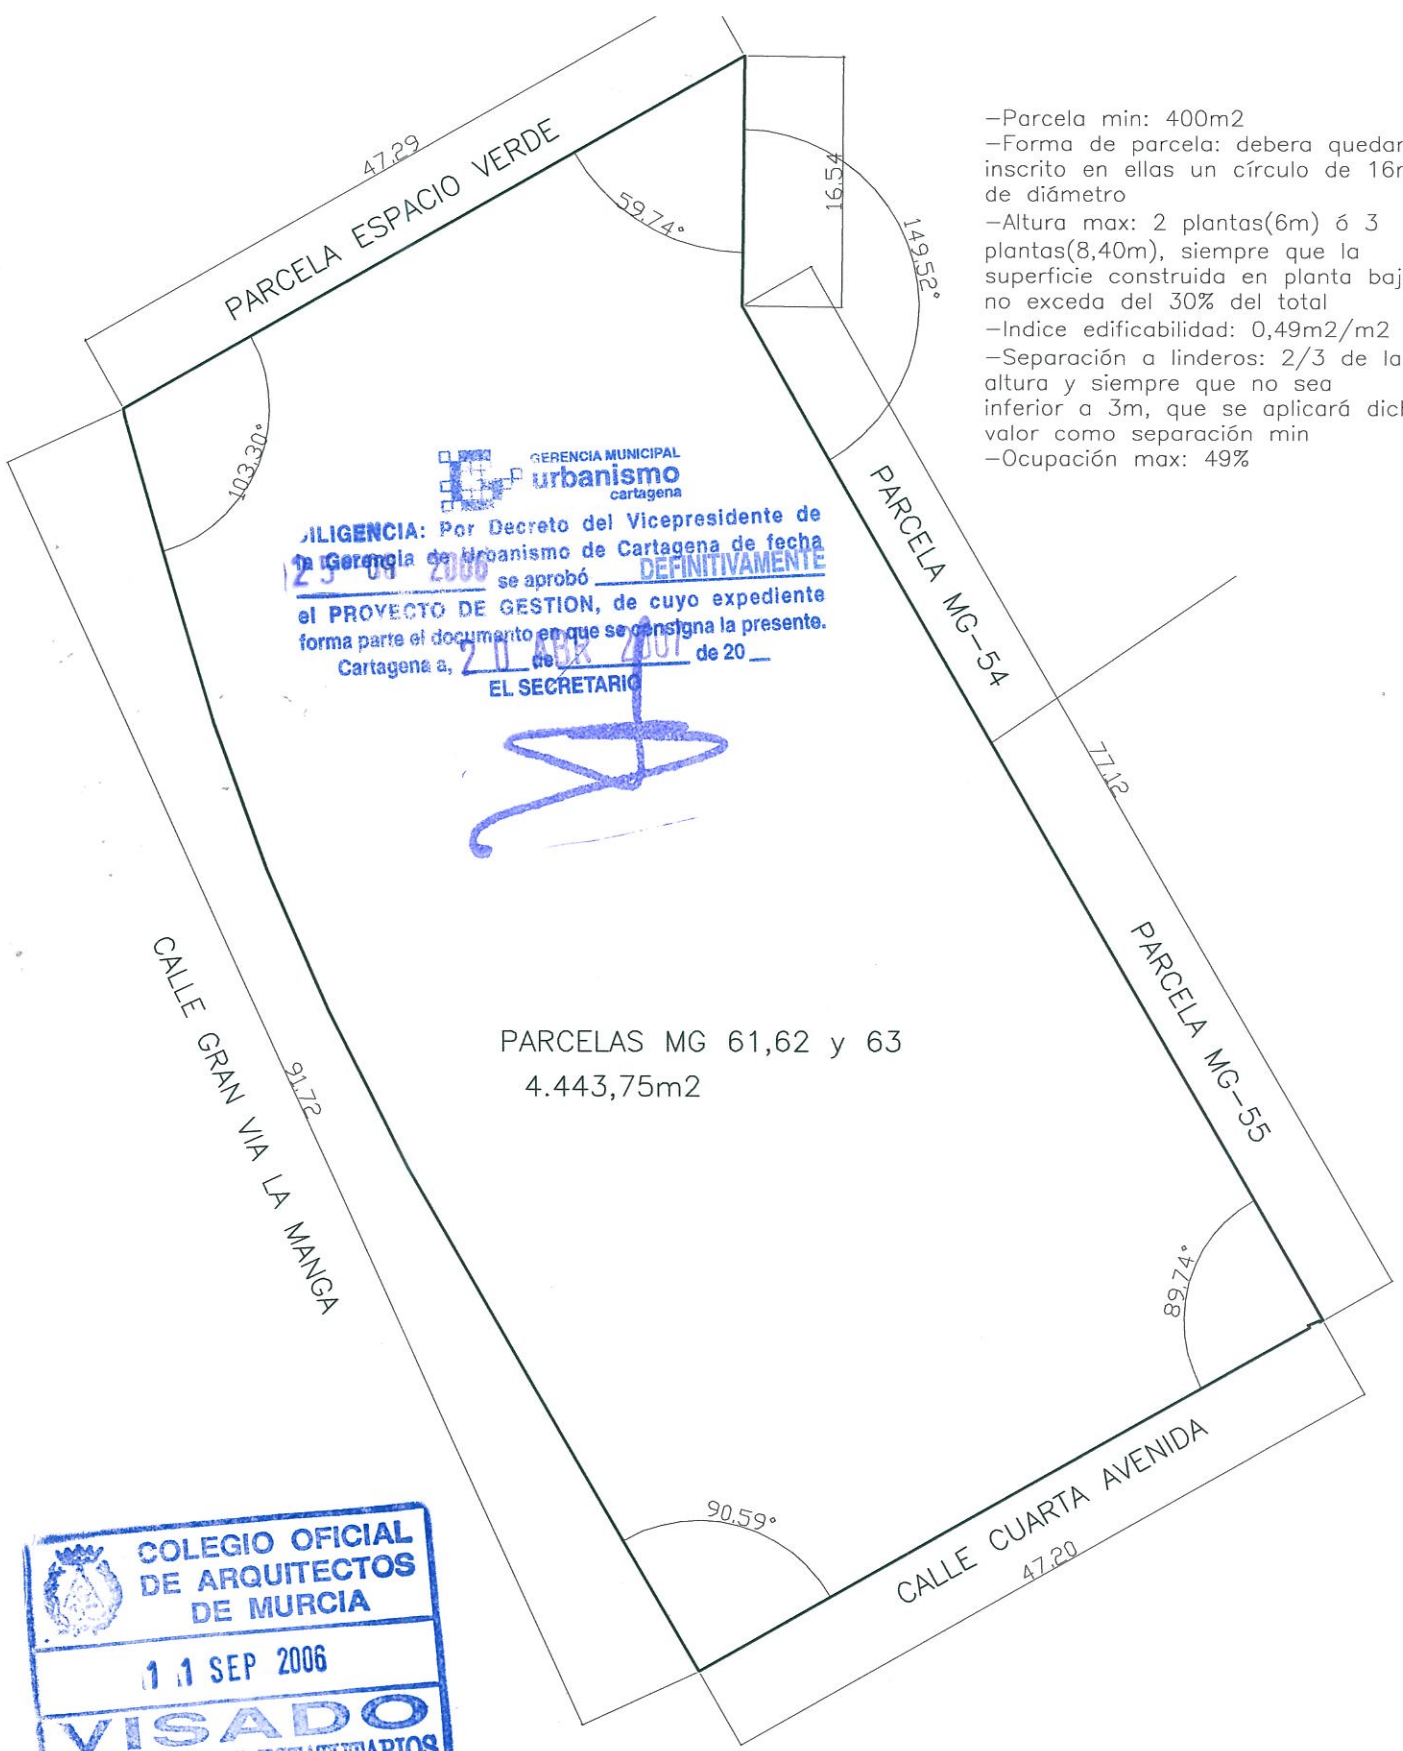 47.29
PARCELA ESPACIO VERDE
59.74°
16.54
149.52°
103.30°
-Parcela min: 400m2
-Forma de parcela: debera quedar
inscrito en ellas un círculo de 16
de diámetro
-Altura max: 2 plantas(6m) ó 3
plantas(8,40m), siempre que la
superficie construida en planta baj
no exceda del 30% del total
-Indice edificabilidad: 0,49m2/m2
-Separación a linderos: 2/3 de la
altura y siempre que no sea
inferior a 3m, que se aplicará dich
valor como separación min
-Ocupación max: 49%
GERENCIA MUNICIPAL
urbanismo
cartagena
ILIGENCIA: Por Decreto del Vicepresidente de
la Gerencia de Urbanismo de Cartagena de fecha
25 2006 se aprobó DEFINITIVAMENTE
el PROYECTO DE GESTION, de cuyo expediente
forma parte el documento en que se consigna la presente.
Cartagena a, 20 de ABR 2007 de 20
EL SECRETARIO
PARCELA MG-54
77.12
PARCELA MG-55
CALLE GRAN VIA LA MANGA
91.72
PARCELAS MG 61,62 y 63
4.443,75m2
89.74°
90.59°
CALLE CUARTA AVENIDA
47.20
COLEGIO OFICIAL
DE ARQUITECTOS
DE MURCIA
11 SEP 2006
VISADO